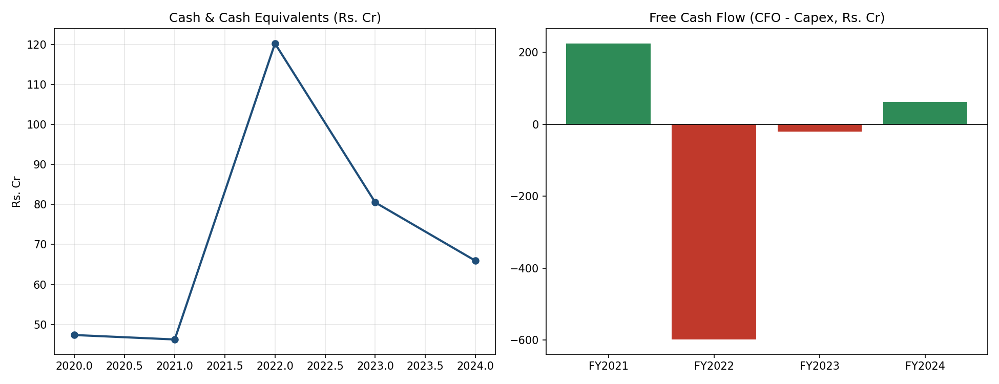 Cash & Cash Equivalents (Rs. Cr)
Rs. Cr
120
110
100
90
80
70
60
50
2020.0 2020.5 2021.0 2021.5 2022.0 2022.5 2023.0 2023.5 2024.0
Free Cash Flow (CFO - Capex, Rs. Cr)
200
0
−200
−400
−600
FY2021 FY2022 FY2023 FY2024